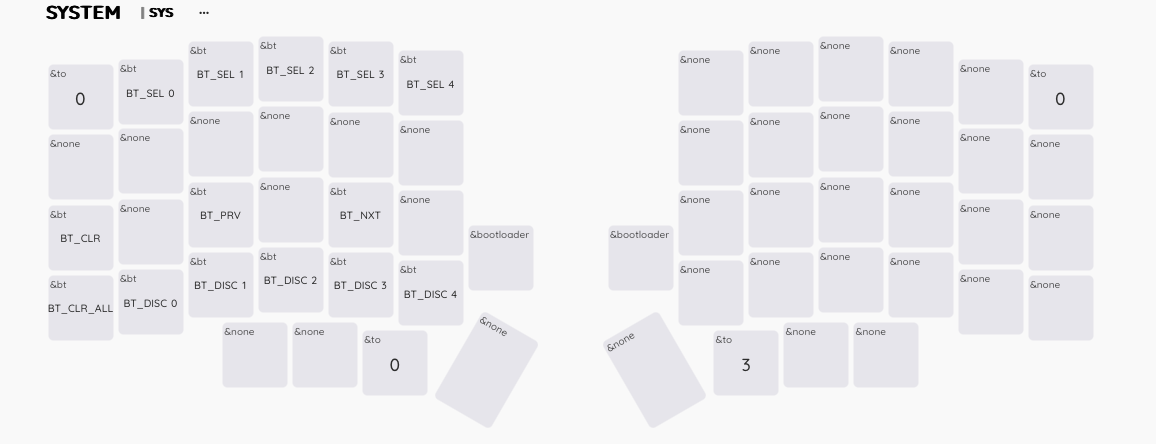 SYSTEM | SYS ...
&to &bt &bt &bt &bt &bt &none &none &none &none &none &to
0 BT_SEL 0 BT_SEL 1 BT_SEL 2 BT_SEL 3 BT_SEL 4 0
&none &none &none &none &none &none &none &none &none &none &none &none
&bt &none &bt &none &bt &none &bootloader &bootloader &none &none &none &none &none &none
BT_CLR BT_PRV BT_NXT
&bt &bt &bt &bt &bt &bt &none &none &none &none &none &none
BT_CLR_ALL BT_DISC 0 BT_DISC 1 BT_DISC 2 BT_DISC 3 BT_DISC 4
&none &none &to &none &none &to &none &none
0 3